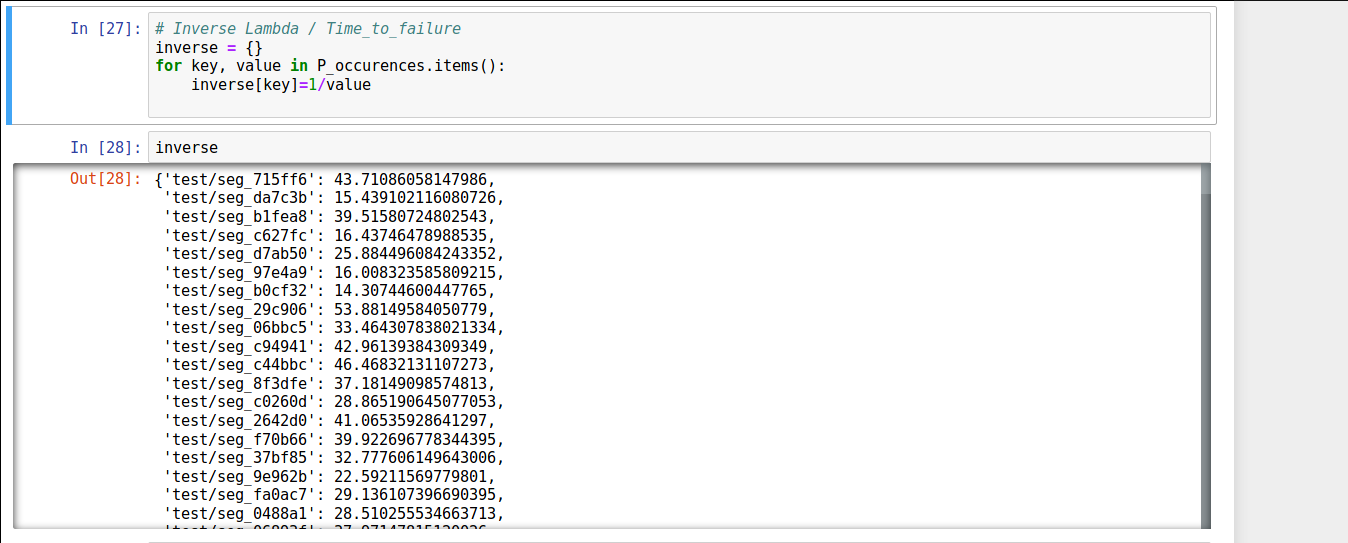 In [27]: # Inverse Lambda / Time_to_failure
inverse = {}
for key, value in P_occurences.items():
    inverse[key]=1/value
In [28]: inverse
Out[28]: {'test/seg_715ff6': 43.71086058147986,
'test/seg_da7c3b': 15.439102116080726,
'test/seg_b1fea8': 39.51580724802543,
'test/seg_c627fc': 16.43746478988535,
'test/seg_d7ab50': 25.884496084243352,
'test/seg_97e4a9': 16.008323585809215,
'test/seg_b0cf32': 14.30744600447765,
'test/seg_29c906': 53.88149584050779,
'test/seg_06bbc5': 33.464307838021334,
'test/seg_c94941': 42.96139384309349,
'test/seg_c44bbc': 46.46832131107273,
'test/seg_8f3dfe': 37.18149098574813,
'test/seg_c0260d': 28.865190645077053,
'test/seg_2642d0': 41.06535928641297,
'test/seg_f70b66': 39.922696778344395,
'test/seg_37bf85': 32.777606149643006,
'test/seg_9e962b': 22.59211569779801,
'test/seg_fa0ac7': 29.136107396690395,
'test/seg_0488a1': 28.510255534663713,